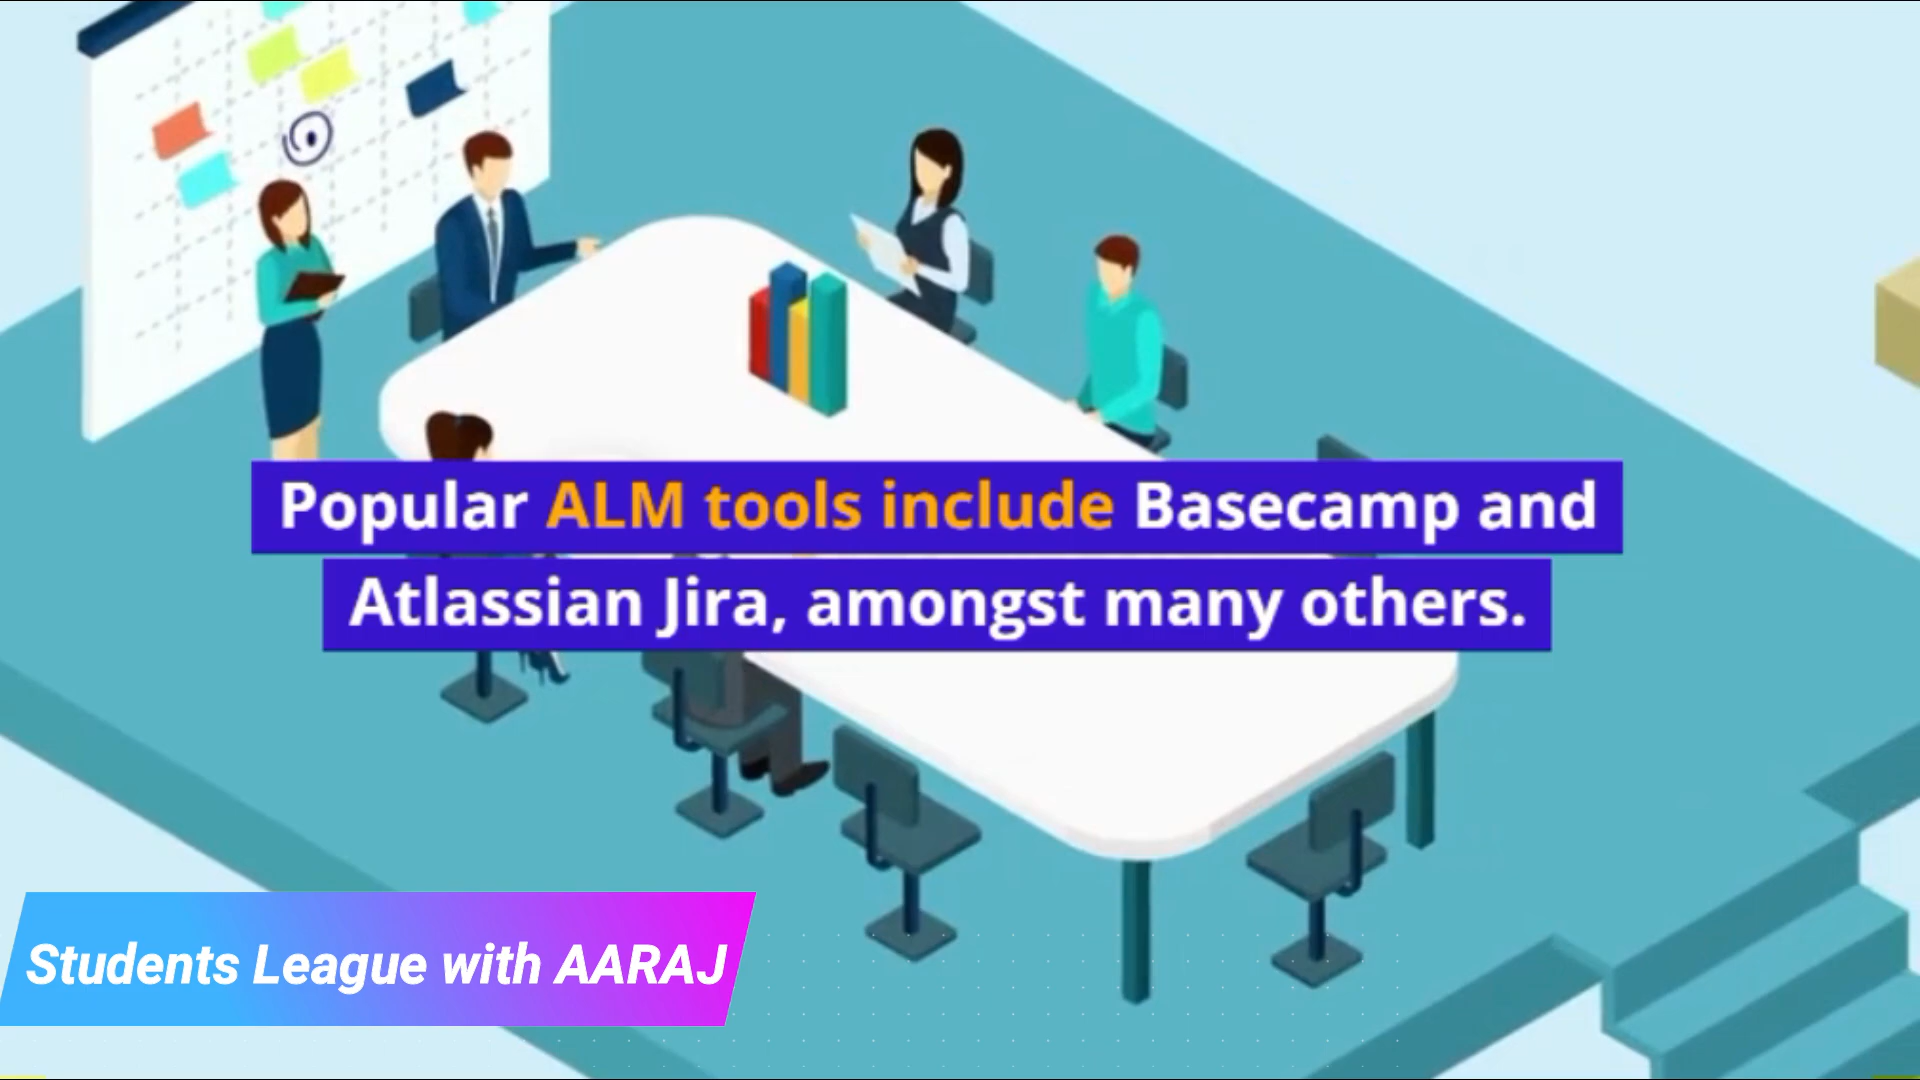 Popular ALM tools include Basecamp and
Atlassian Jira, amongst many others.
Students League with AARAJ